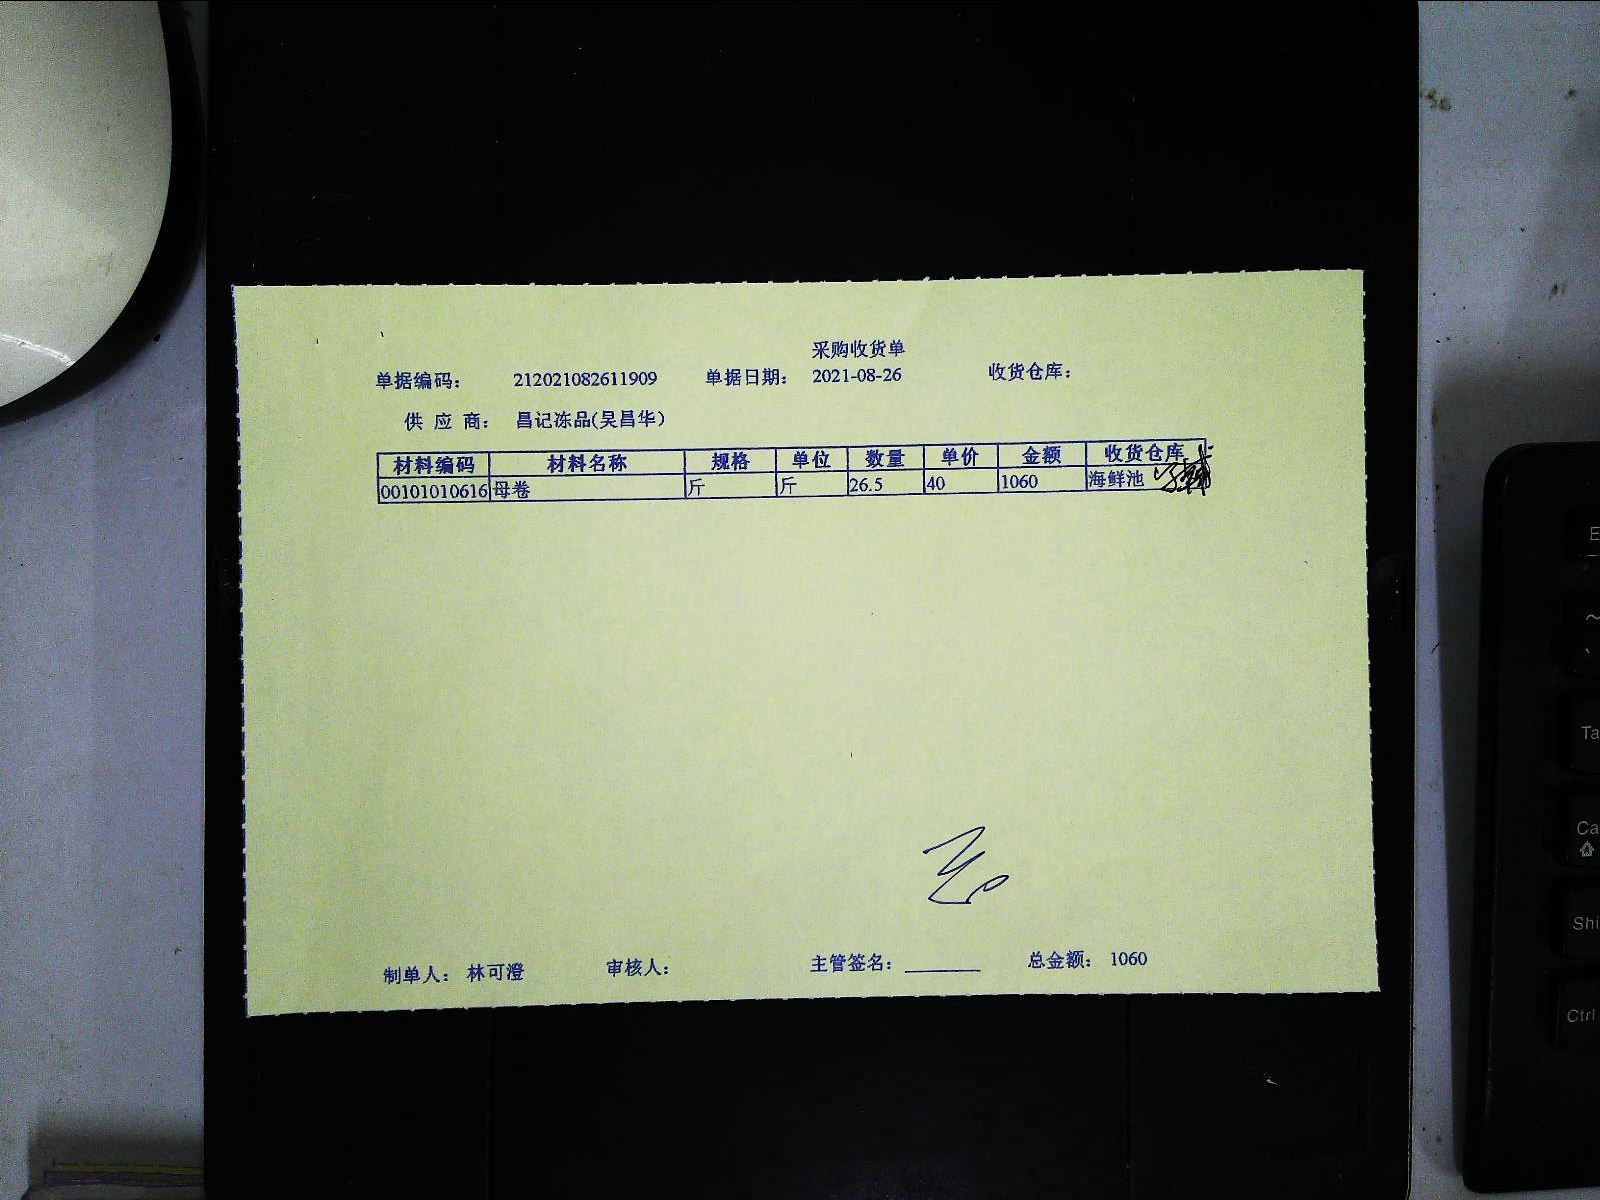 采购收货单
单据编码： 212021082611909 单据日期： 2021-08-26 收货仓库：
供 应 商： 昌记冻品(吴昌华)
材料编码 材料名称 规格 单位 数量 单价 金额 收货仓库
00101010616 母卷 斤 斤 26.5 40 1060 海鲜池
制单人： 林可澄 审核人： 主管签名： 总金额： 1060
E
~
Ta
Ca
Shi
Ctrl